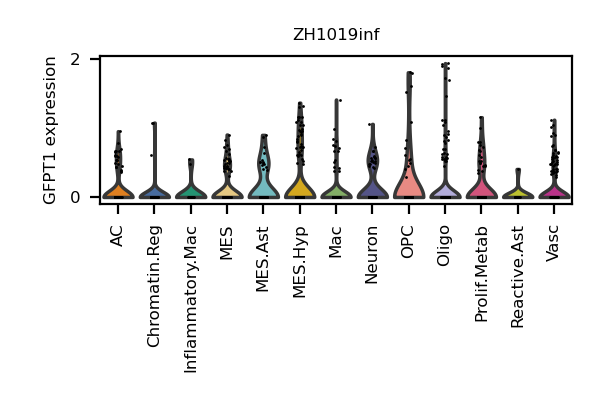 ZH1019inf
GFPT1 expression
2
0
AC
Chromatin.Reg
Inflammatory.Mac
MES
MES.Ast
MES.Hyp
Mac
Neuron
OPC
Oligo
Prolif.Metab
Reactive.Ast
Vasc